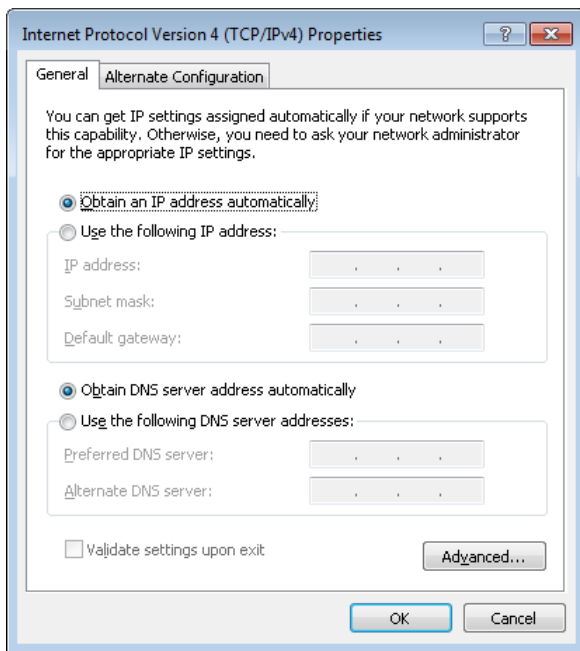 Internet Protocol Version 4 (TCP/IPv4) Properties
General
Alternate Configuration
You can get IP settings assigned automatically if your network supports
this capability. Otherwise, you need to ask your network administrator
for the appropriate IP settings.
Obtain an IP address automatically
Use the following IP address:
IP address:
Subnet mask:
Default gateway:
Obtain DNS server address automatically
Use the following DNS server addresses:
Preferred DNS server:
Alternate DNS server:
Validate settings upon exit
Advanced...
OK
Cancel